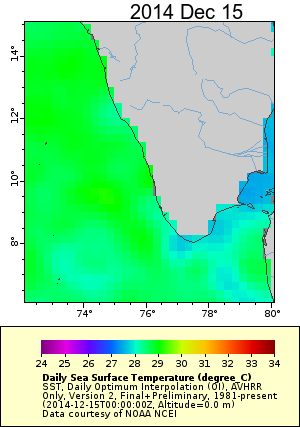 2014 Dec 15
14°
12°
10°
8°
74° 76° 78° 80°
24 25 26 27 28 29 30 31 32 33 34
Daily Sea Surface Temperature (degree_C)
SST, Daily Optimum Interpolation (OI), AVHRR
Only, Version 2, Final+Preliminary, 1981-present
(2014-12-15T00:00:00Z, Altitude=0.0 m)
Data courtesy of NOAA NCEI